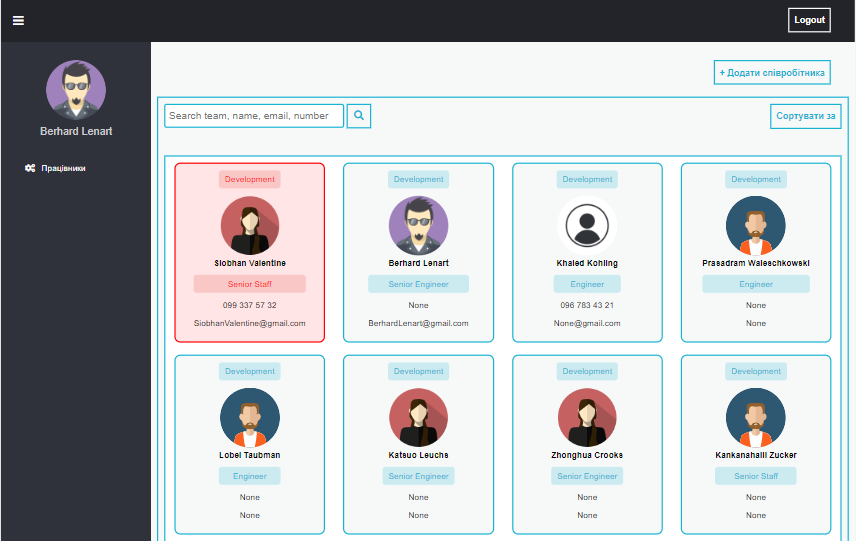 Logout
Berhard Lenart
Працівники
+ Додати співробітника
Search team, name, email, number
Сортувати за
Development
Siobhan Valentine
Senior Staff
099 337 57 32
SiobhanValentine@gmail.com
Development
Berhard Lenart
Senior Engineer
None
BerhardLenart@gmail.com
Development
Khaled Kohling
Engineer
096 783 43 21
None@gmail.com
Development
Prasadram Waleschkowski
Engineer
None
None
Development
Lobel Taubman
Engineer
None
None
Development
Katsuo Leuchs
Senior Engineer
None
None
Development
Zhonghua Crooks
Senior Engineer
None
None
Development
Kankanahalli Zucker
Senior Staff
None
None